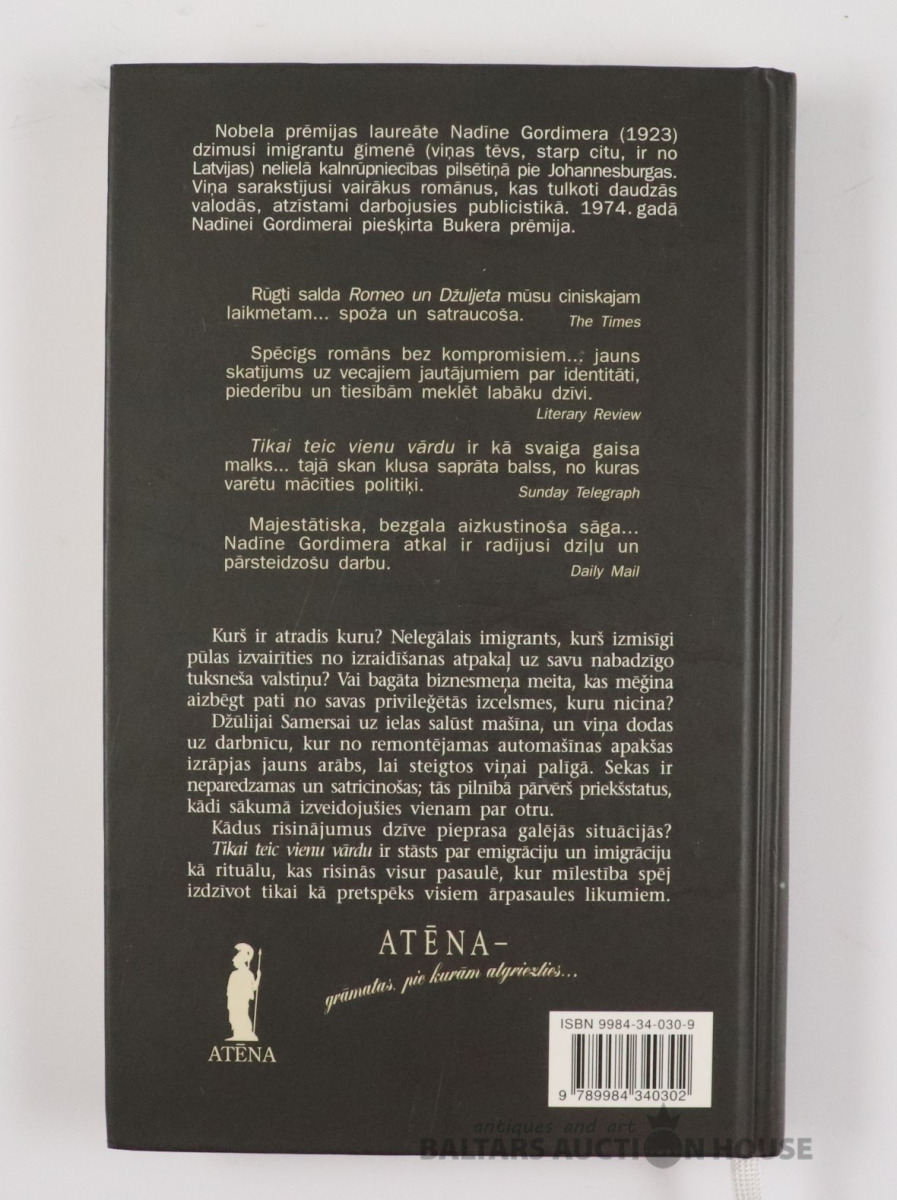 Nobela prēmijas laureāte Nadīne Gordimera (1923)
dzimusi imigrantu ģimenē (viņas tēvs, starp citu, ir no
Latvijas) nelielā kalnrūpniecības pilsētiņā pie Johannesburgas.
Viņa sarakstījusi vairākus romānus, kas tulkoti daudzās
valodās, atzīstami darbojusies publicistikā. 1974. gadā
Nadīnei Gordimerai piešķirta Bukera prēmija.
Rūgti salda Romeo un Džuljeta mūsu ciniskajam
laikmetam... spoža un satraucoša.
The Times
Spēcīgs romāns bez kompromisiem... jauns
skatījums uz vecajiem jautājumiem par identitāti,
piederību un tiesībām meklēt labāku dzīvi.
Literary Review
Tikai teic vienu vārdu ir kā svaiga gaisa
malks... tajā skan klusa saprāta balss, no kuras
varētu mācīties politiķi.
Sunday Telegraph
Majestātiska, bezgala aizkustinoša sāga...
Nadīne Gordimera atkal ir radījusi dziļu un
pārsteidzošu darbu.
Daily Mail
Kurš ir atradis kuru? Nelegālais imigrants, kurš izmisīgi
pūlas izvairīties no izraidīšanas atpakaļ uz savu nabadzīgo
tuksneša valstiņu? Vai bagāta biznesmeņa meita, kas mēģina
aizbēgt pati no savas privileģētās izcelsmes, kuru nicina?
Džūlijai Samersai uz ielas salūst mašīna, un viņa dodas
uz darbnīcu, kur no remontējamas automašīnas apakšas
izrāpjas jauns arābs, lai steigtos viņai palīgā. Sekas ir
neparedzamas un satricinošas; tās pilnībā pārvērš priekšstatus,
kādi sākumā izveidojušies vienam par otru.
Kādus risinājumus dzīve pieprasa galējās situācijās?
Tikai teic vienu vārdu ir stāsts par emigrāciju un imigrāciju
kā rituālu, kas risinās visur pasaulē, kur mīlestība spēj
izdzīvot tikai kā pretspēks visiem ārpasaules likumiem.
ATĒNA–
grāmatas, pie kurām atgriezties...
ATĒNA
ISBN 9984-34-030-9
9 789984 340302
antiques and art
BALTARS AUCTION HOUSE